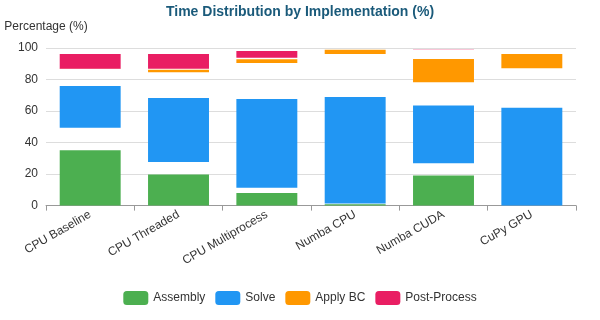 Time Distribution by Implementation (%)
Percentage (%)
100
80
60
40
20
0
CPU Baseline
CPU Threaded
CPU Multiprocess
Numba CPU
Numba CUDA
CuPy GPU
Assembly Solve Apply BC Post-Process